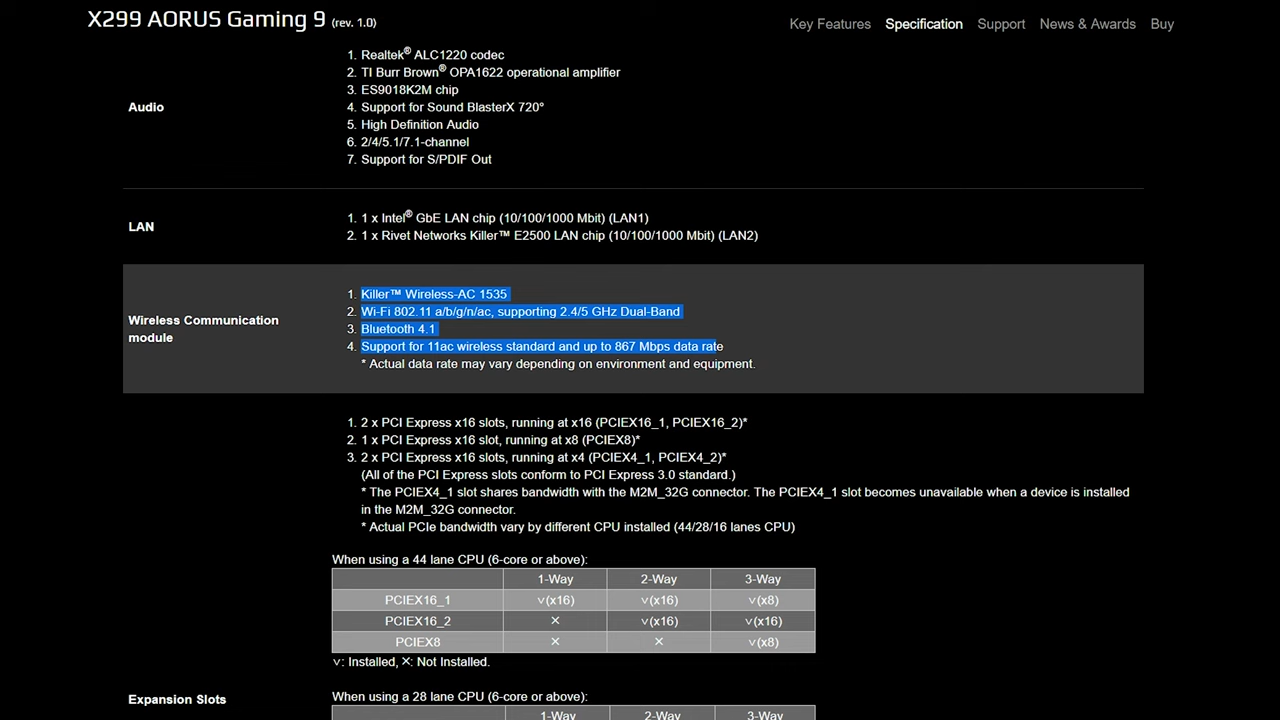 X299 AORUS Gaming 9 (rev. 1.0)
Key Features Specification Support News & Awards Buy
Audio
1. Realtek® ALC1220 codec
2. TI Burr Brown® OPA1622 operational amplifier
3. ES9018K2M chip
4. Support for Sound BlasterX 720°
5. High Definition Audio
6. 2/4/5.1/7.1-channel
7. Support for S/PDIF Out
LAN
1. 1 x Intel® GbE LAN chip (10/100/1000 Mbit) (LAN1)
2. 1 x Rivet Networks Killer™ E2500 LAN chip (10/100/1000 Mbit) (LAN2)
Wireless Communication
module
1. Killer™ Wireless-AC 1535
2. Wi-Fi 802.11 a/b/g/n/ac, supporting 2.4/5 GHz Dual-Band
3. Bluetooth 4.1
4. Support for 11ac wireless standard and up to 867 Mbps data rate
* Actual data rate may vary depending on environment and equipment.
Expansion Slots
1. 2 x PCI Express x16 slots, running at x16 (PCIEX16_1, PCIEX16_2)*
2. 1 x PCI Express x16 slot, running at x8 (PCIEX8)*
3. 2 x PCI Express x16 slots, running at x4 (PCIEX4_1, PCIEX4_2)*
(All of the PCI Express slots conform to PCI Express 3.0 standard.)
* The PCIEX4_1 slot shares bandwidth with the M2M_32G connector. The PCIEX4_1 slot becomes unavailable when a device is installed
in the M2M_32G connector.
* Actual PCIe bandwidth vary by different CPU installed (44/28/16 lanes CPU)
When using a 44 lane CPU (6-core or above):
1-Way 2-Way 3-Way
PCIEX16_1 ∨(x16) ∨(x16) ∨(x8)
PCIEX16_2 ✕ ∨(x16) ∨(x16)
PCIEX8 ✕ ✕ ∨(x8)
∨: Installed, ✕: Not Installed.
When using a 28 lane CPU (6-core or above):
1-Way 2-Way 3-Way